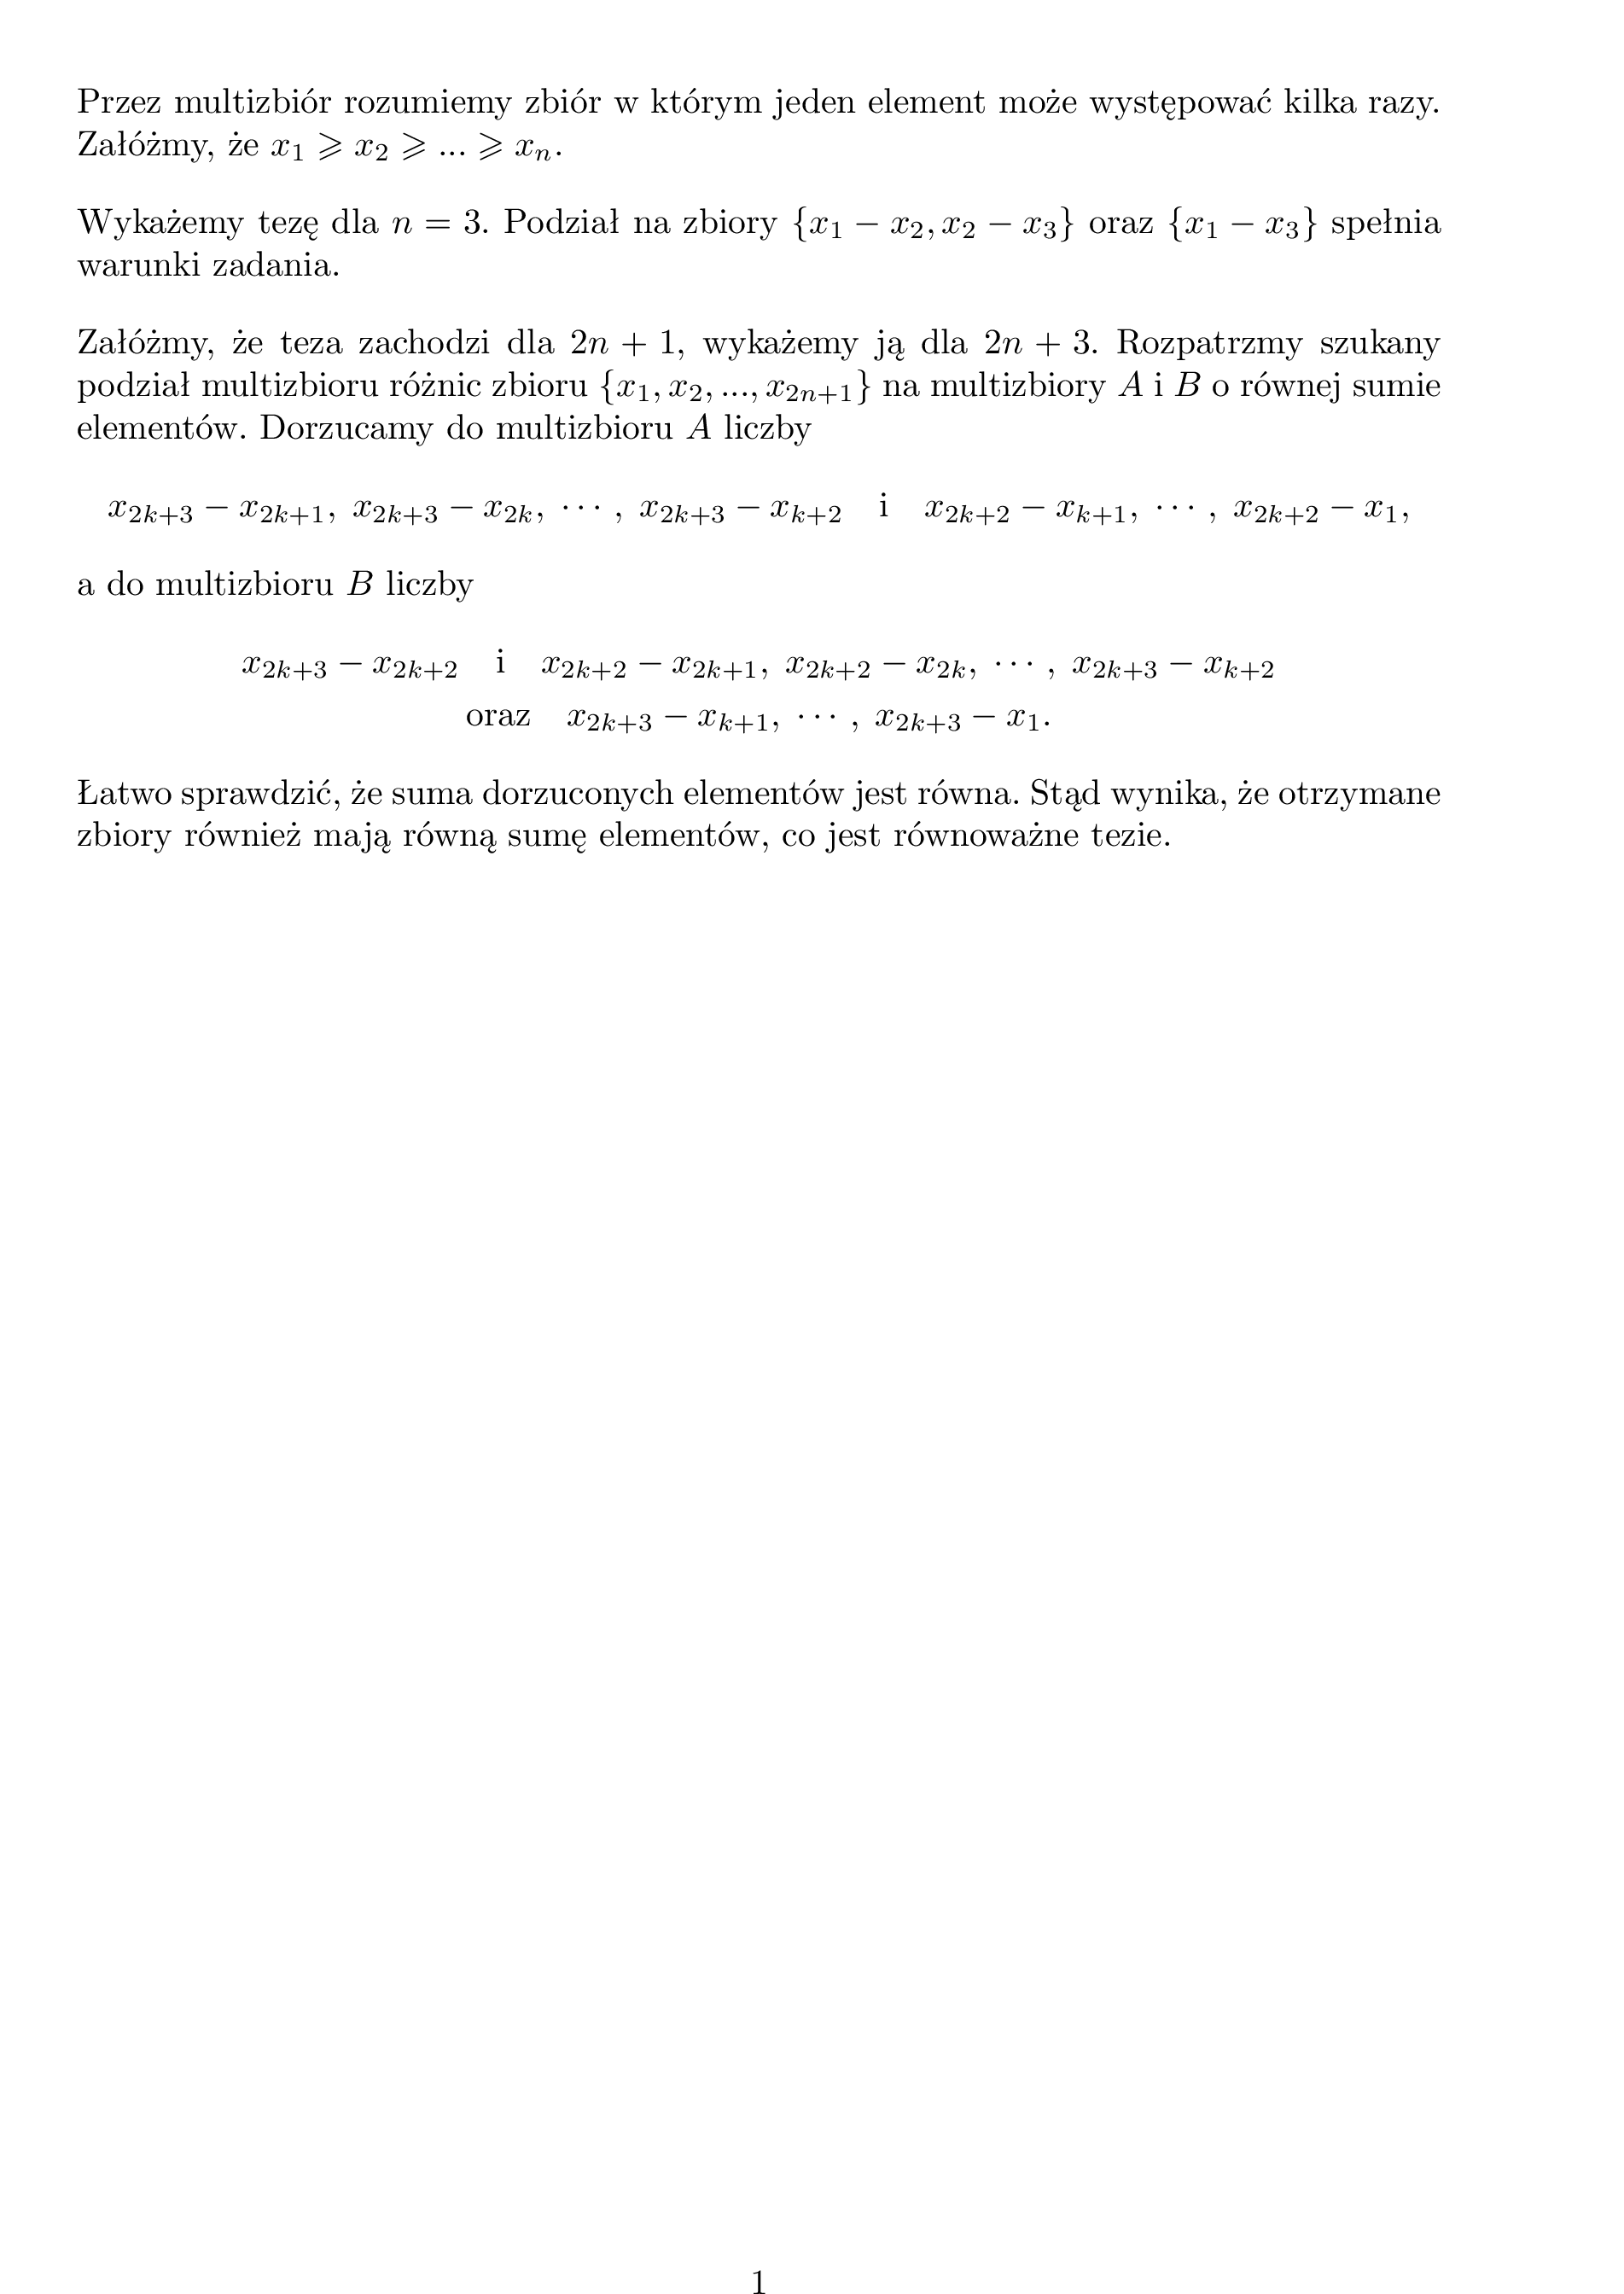 Przez multizbiór rozumiemy zbiór w którym jeden element może występować kilka razy.
Załóżmy, że $x_1 \geqslant x_2 \geqslant ... \geqslant x_n$.
Wykażemy tezę dla $n = 3$. Podział na zbiory $\{x_1 - x_2, x_2 - x_3\}$ oraz $\{x_1 - x_3\}$ spełnia
warunki zadania.
Załóżmy, że teza zachodzi dla $2n + 1$, wykażemy ją dla $2n + 3$. Rozpatrzmy szukany
podział multizbioru różnic zbioru $\{x_1, x_2, ..., x_{2n+1}\}$ na multizbiory $A$ i $B$ o równej sumie
elementów. Dorzucamy do multizbioru $A$ liczby
$x_{2k+3} - x_{2k+1}, x_{2k+3} - x_{2k}, \cdots, x_{2k+3} - x_{k+2}$ i $x_{2k+2} - x_{k+1}, \cdots, x_{2k+2} - x_1,$
a do multizbioru $B$ liczby
$x_{2k+3} - x_{2k+2}$ i $x_{2k+2} - x_{2k+1}, x_{2k+2} - x_{2k}, \cdots, x_{2k+3} - x_{k+2}$
oraz $x_{2k+3} - x_{k+1}, \cdots, x_{2k+3} - x_1.$
Łatwo sprawdzić, że suma dorzuconych elementów jest równa. Stąd wynika, że otrzymane
zbiory również mają równą sumę elementów, co jest równoważne tezie.
1